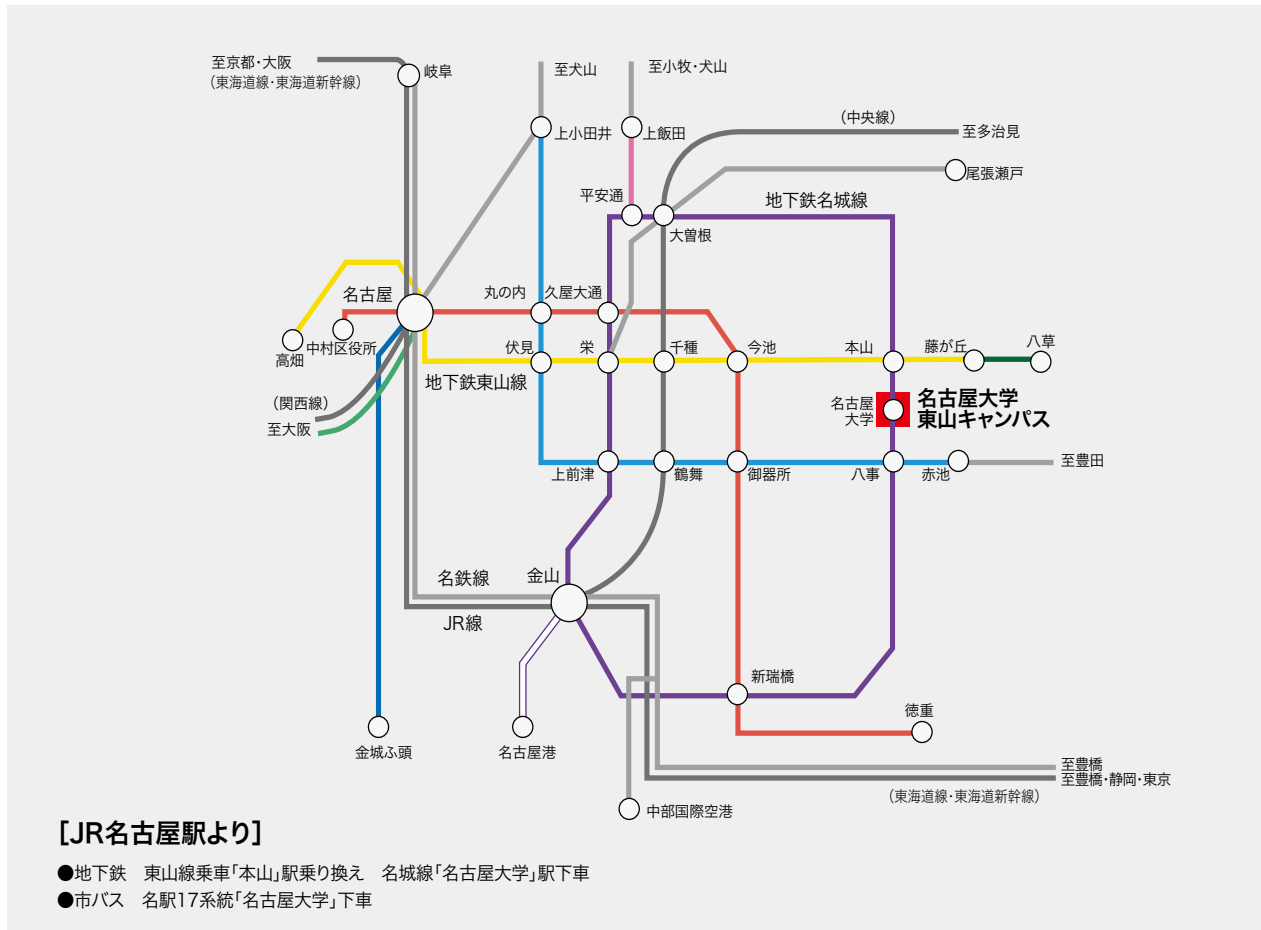 至京都・大阪
（東海道線・東海道新幹線）
岐阜
至犬山
至小牧・犬山
上小田井
上飯田
（中央線）
至多治見
尾張瀬戸
平安通
地下鉄名城線
大曽根
名古屋
丸の内
久屋大通
中村区役所
高畑
伏見
栄
千種
今池
本山
藤が丘
八草
地下鉄東山線
（関西線）
至大阪
名古屋
大学
名古屋大学
東山キャンパス
上前津
鶴舞
御器所
八事
赤池
至豊田
名鉄線
金山
JR線
新瑞橋
徳重
金城ふ頭
名古屋港
至豊橋
至豊橋・静岡・東京
（東海道線・東海道新幹線）
中部国際空港
［JR名古屋駅より］
●地下鉄　東山線乗車「本山」駅乗り換え　名城線「名古屋大学」駅下車
●市バス　名駅17系統「名古屋大学」下車